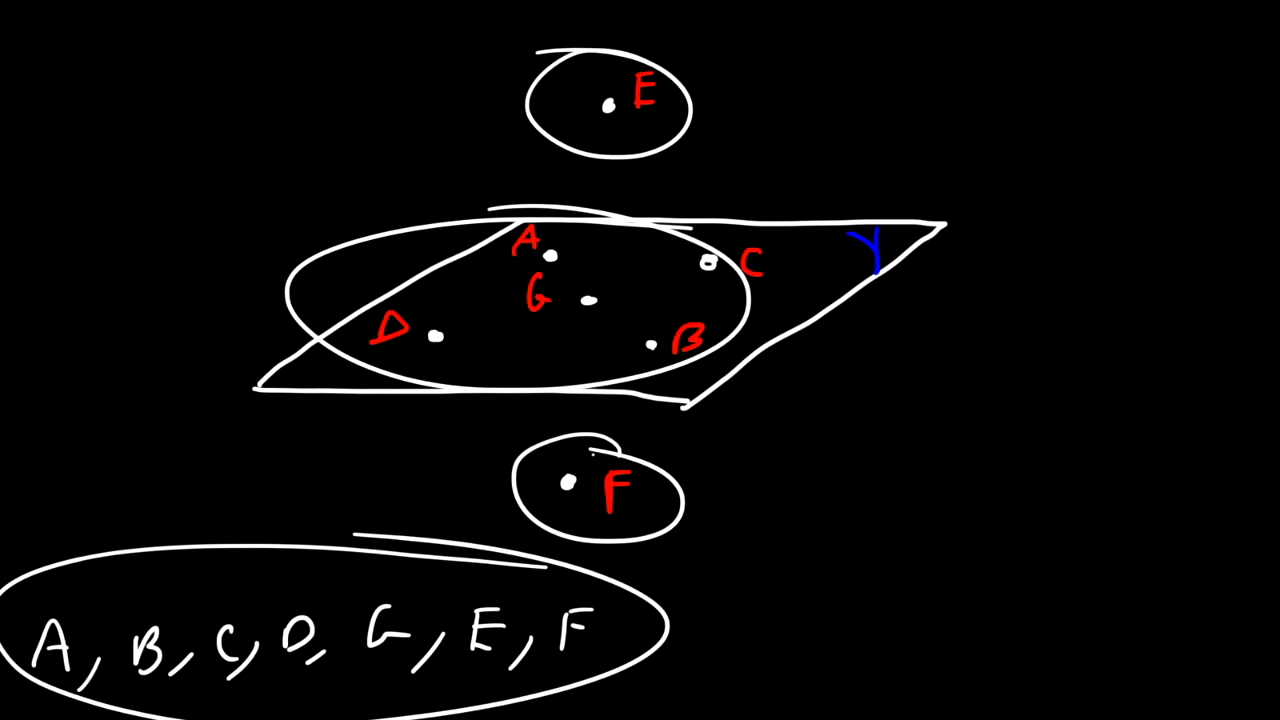 E
A
C
Y
G
D
B
F
A, B, C, D, G, E, F